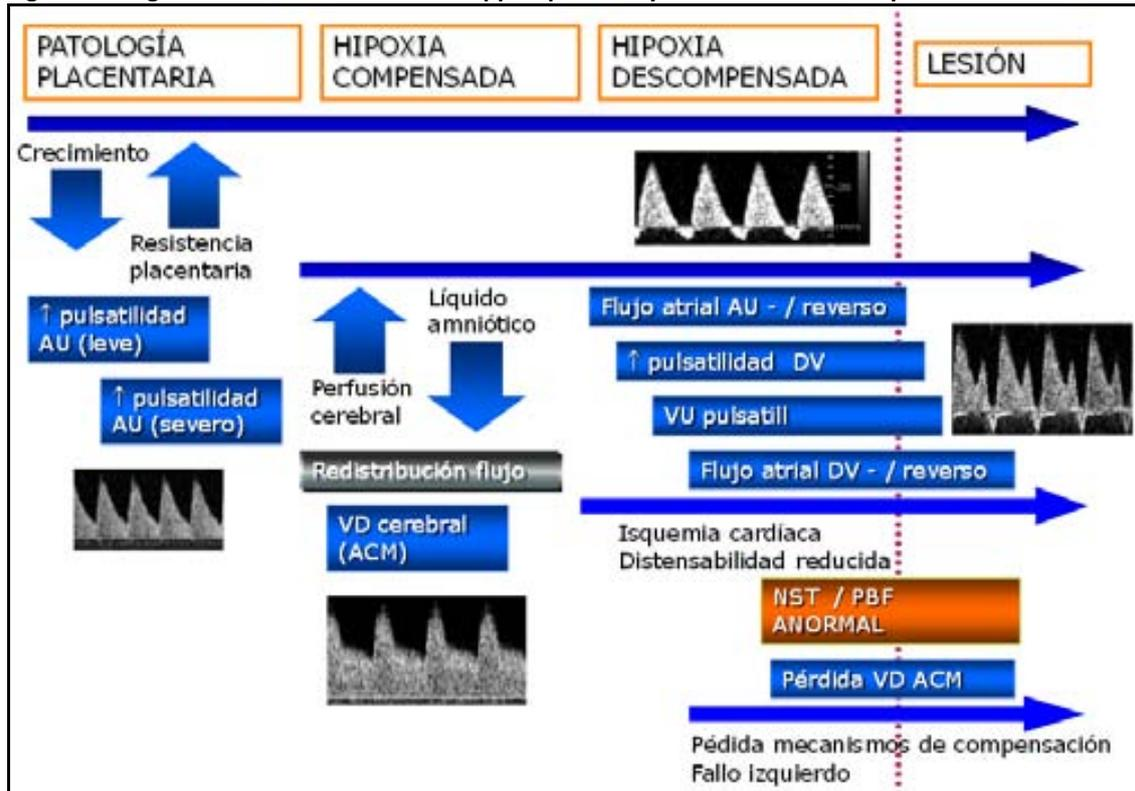 PATOLOGÍA
PLACENTARIA
HIPOXIA
COMPENSADA
HIPOXIA
DESCOMPENSADA
LESIÓN
Crecimiento
Resistencia
placentaria
↑ pulsatilidad
AU (leve)
↑ pulsatilidad
AU (severo)
Perfusión
cerebral
Líquido
amniótico
Redistribución flujo
VD cerebral
(ACM)
Flujo atrial AU - / reverso
↑ pulsatilidad DV
VU pulsatill
Flujo atrial DV - / reverso
Isquemia cardíaca
Distensabilidad reducida
NST / PBF
ANORMAL
Pérdida VD ACM
Pédida mecanismos de compensación
Fallo izquierdo